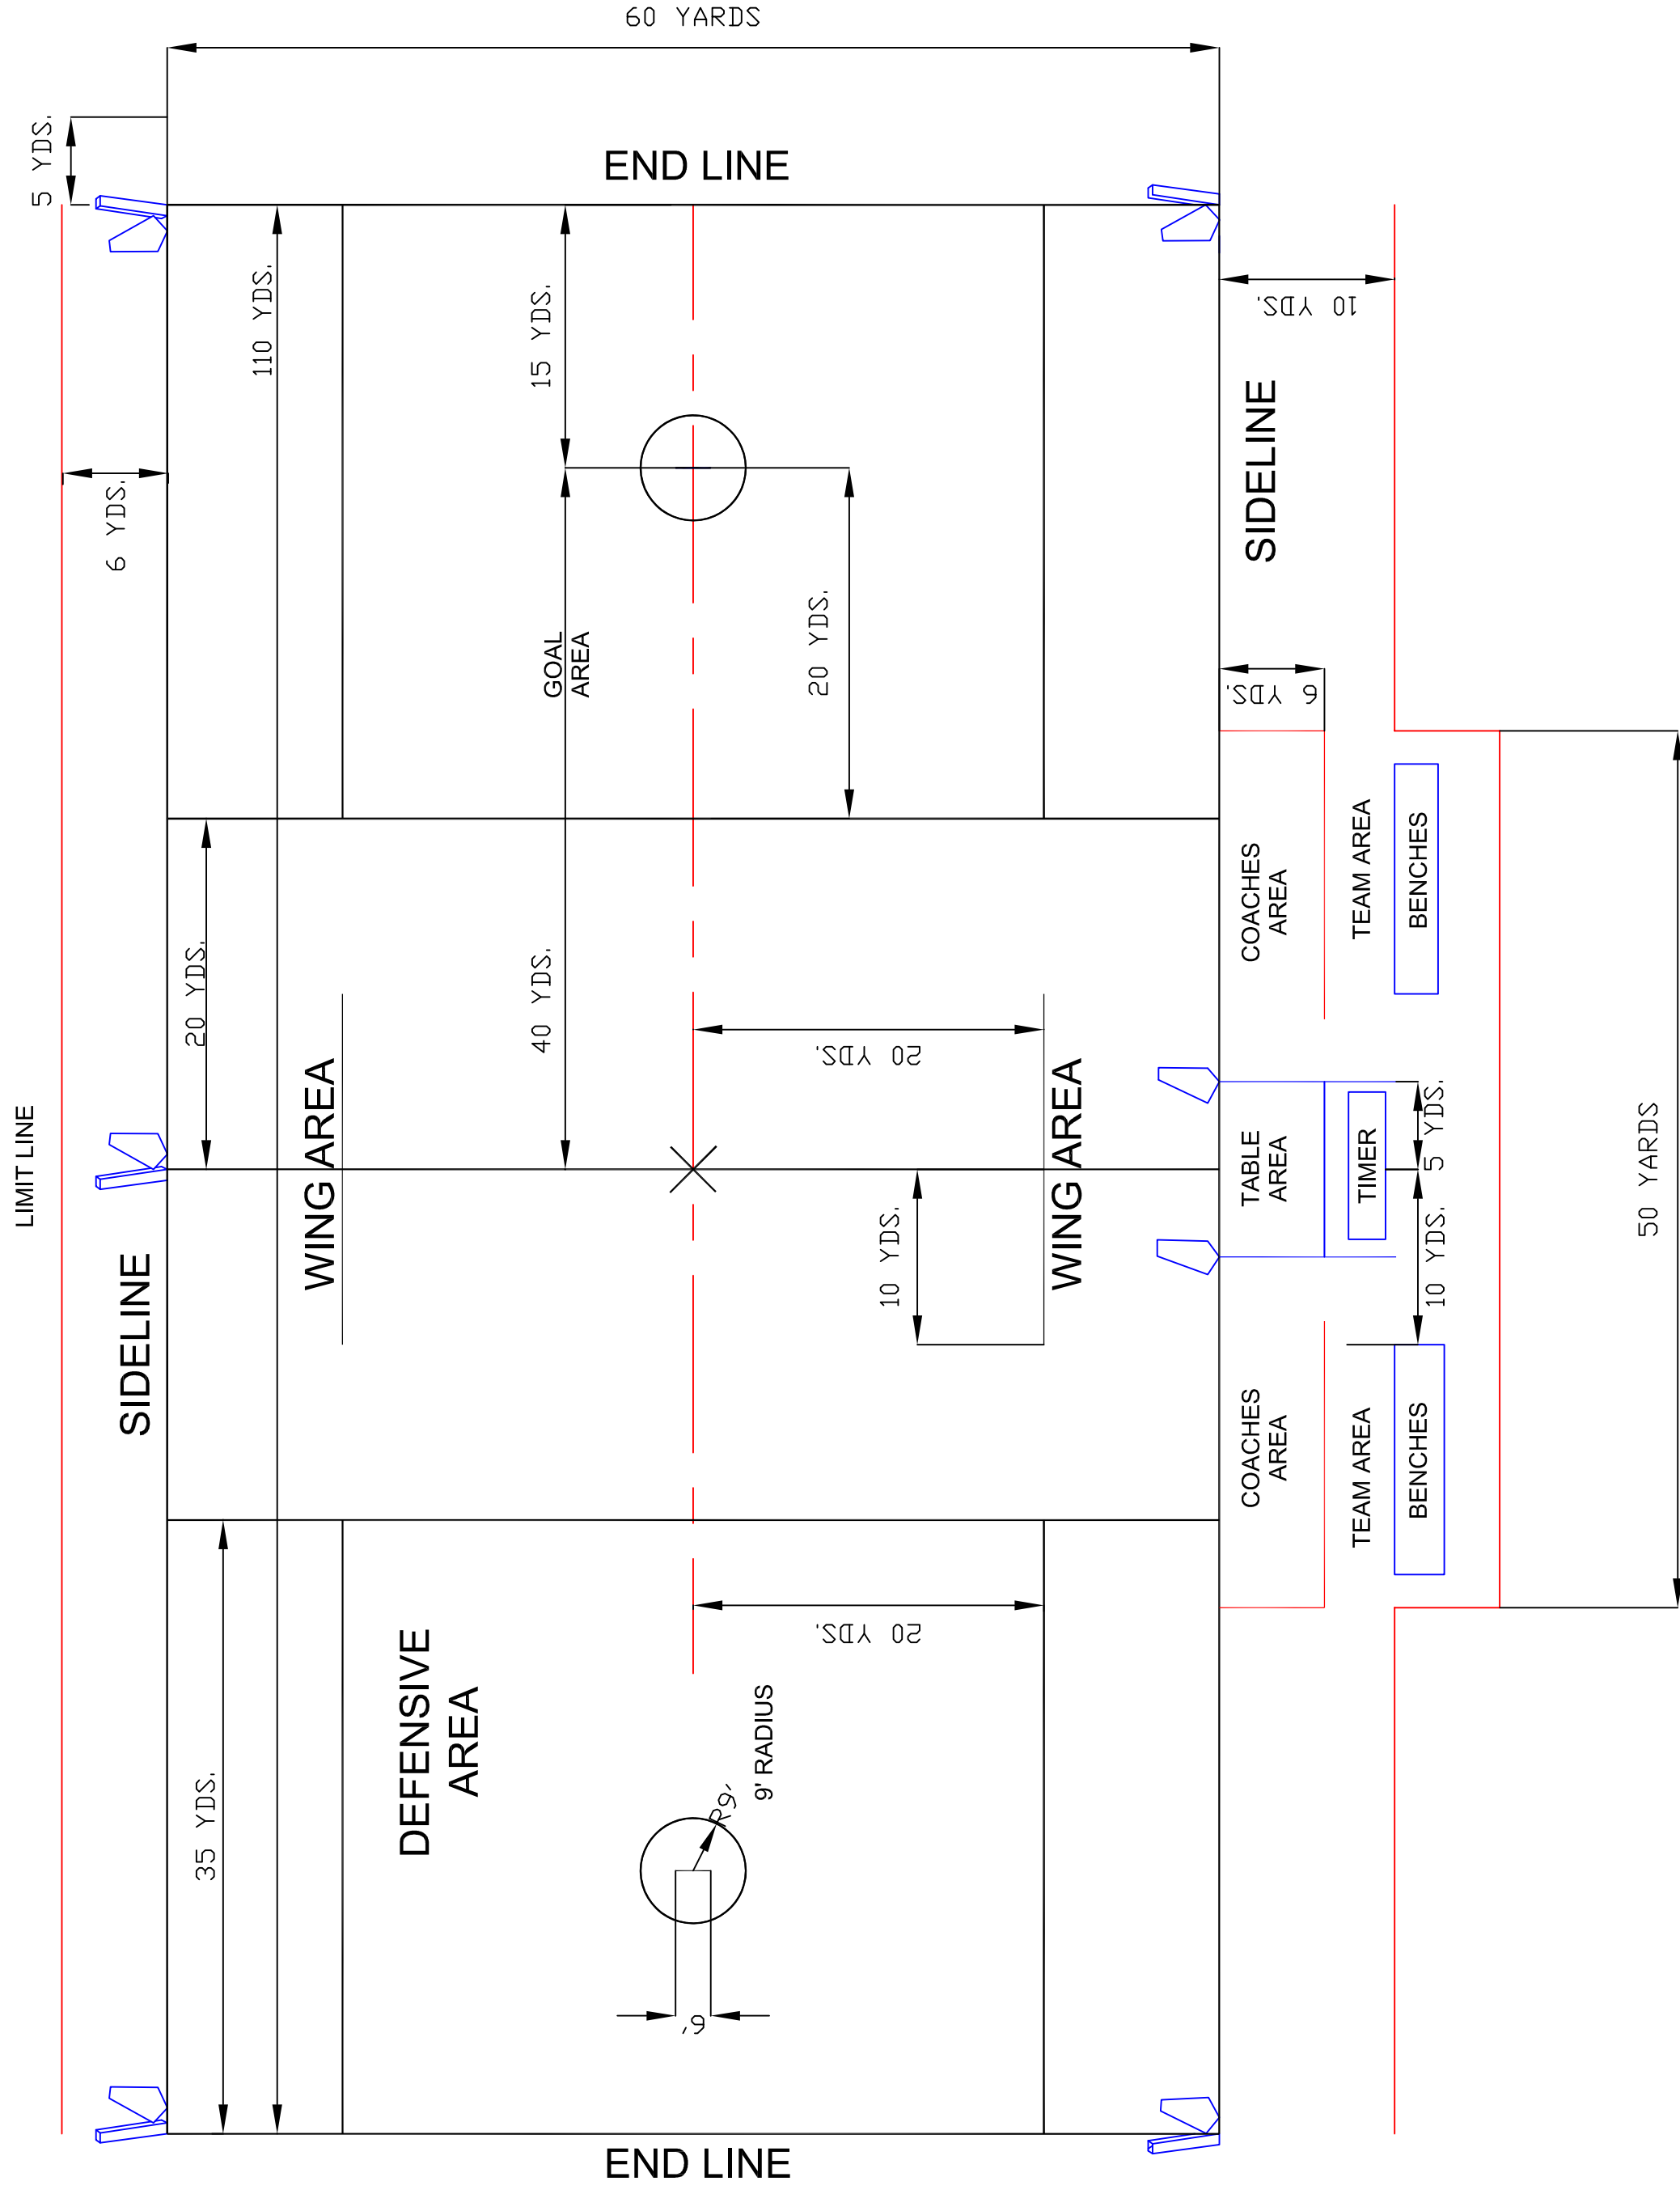 60 YARDS
5 YDS.
END LINE
110 YDS.
15 YDS.
10 YDS.
6 YDS.
SIDELINE
GOAL
AREA
20 YDS.
6 YDS.
COACHES
AREA
TEAM AREA
BENCHES
20 YDS.
40 YDS.
20 YDS.
LIMIT LINE
WING AREA
WING AREA
TABLE
AREA
TIMER
5 YDS.
50 YARDS
SIDELINE
10 YDS.
10 YDS.
COACHES
AREA
TEAM AREA
BENCHES
35 YDS.
DEFENSIVE
AREA
20 YDS.
R9'
9' RADIUS
6'
END LINE